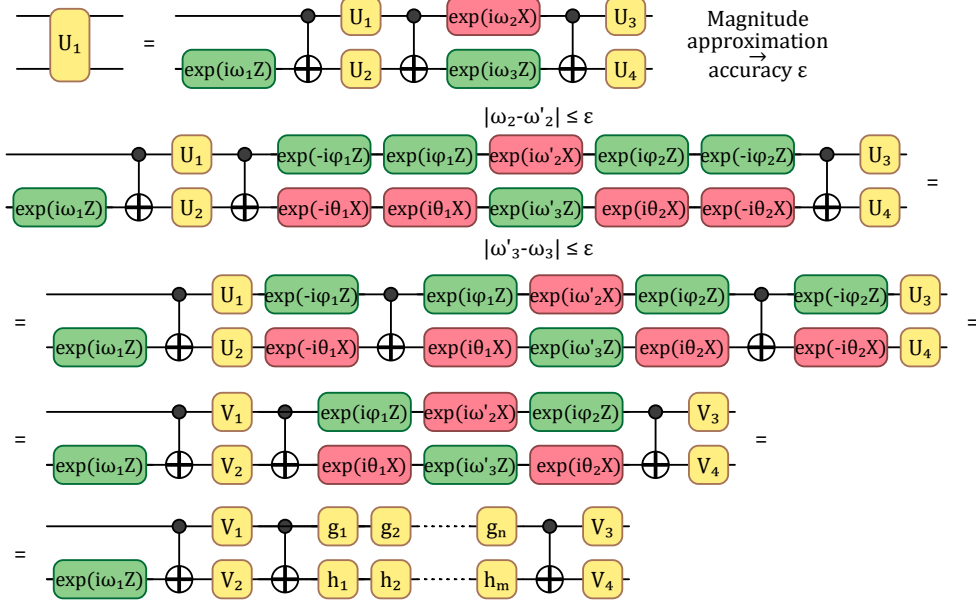 U₁ = U₁ exp(iω₂X) U₃
exp(iω₁Z) U₂ exp(iω₃Z) U₄
Magnitude
approximation
→
accuracy ε
|ω₂-ω'₂| ≤ ε
U₁ exp(-iφ₁Z) exp(iφ₁Z) exp(iω'₂X) exp(iφ₂Z) exp(-iφ₂Z) U₃
exp(iω₁Z) U₂ exp(-iθ₁X) exp(iθ₁X) exp(iω'₃Z) exp(iθ₂X) exp(-iθ₂X) U₄ =
|ω'₃-ω₃| ≤ ε
U₁ exp(-iφ₁Z) exp(iφ₁Z) exp(iω'₂X) exp(iφ₂Z) exp(-iφ₂Z) U₃
= exp(iω₁Z) U₂ exp(-iθ₁X) exp(iθ₁X) exp(iω'₃Z) exp(iθ₂X) exp(-iθ₂X) U₄ =
V₁ exp(iφ₁Z) exp(iω'₂X) exp(iφ₂Z) V₃
= exp(iω₁Z) V₂ exp(iθ₁X) exp(iω'₃Z) exp(iθ₂X) V₄ =
V₁ g₁ g₂ gₙ V₃
= exp(iω₁Z) V₂ h₁ h₂ hₘ V₄